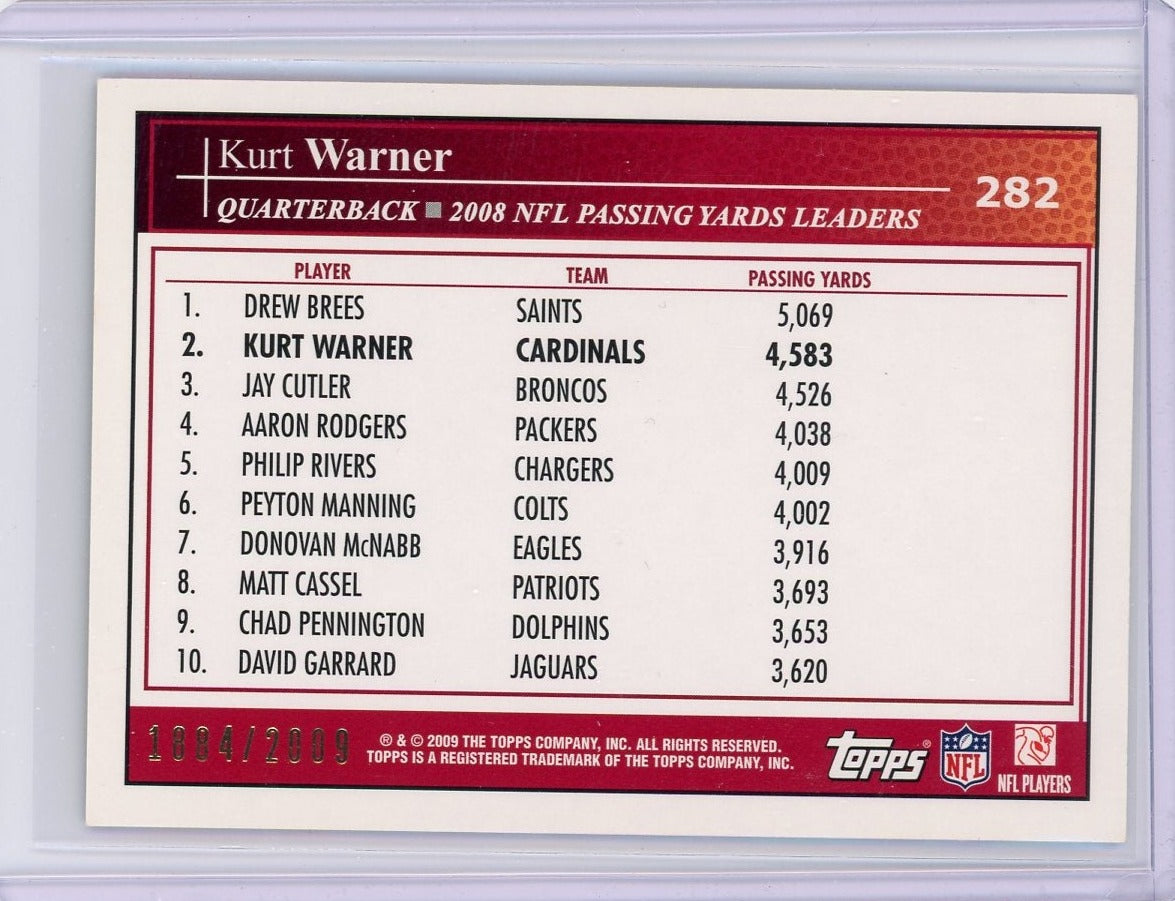 Kurt Warner
282
QUARTERBACK ■ 2008 NFL PASSING YARDS LEADERS
PLAYER TEAM PASSING YARDS
1. DREW BREES SAINTS 5,069
2. KURT WARNER CARDINALS 4,583
3. JAY CUTLER BRONCOS 4,526
4. AARON RODGERS PACKERS 4,038
5. PHILIP RIVERS CHARGERS 4,009
6. PEYTON MANNING COLTS 4,002
7. DONOVAN McNABB EAGLES 3,916
8. MATT CASSEL PATRIOTS 3,693
9. CHAD PENNINGTON DOLPHINS 3,653
10. DAVID GARRARD JAGUARS 3,620
1884/2009
® & © 2009 THE TOPPS COMPANY, INC. ALL RIGHTS RESERVED.
TOPPS IS A REGISTERED TRADEMARK OF THE TOPPS COMPANY, INC.
Topps®
NFL
NFL PLAYERS